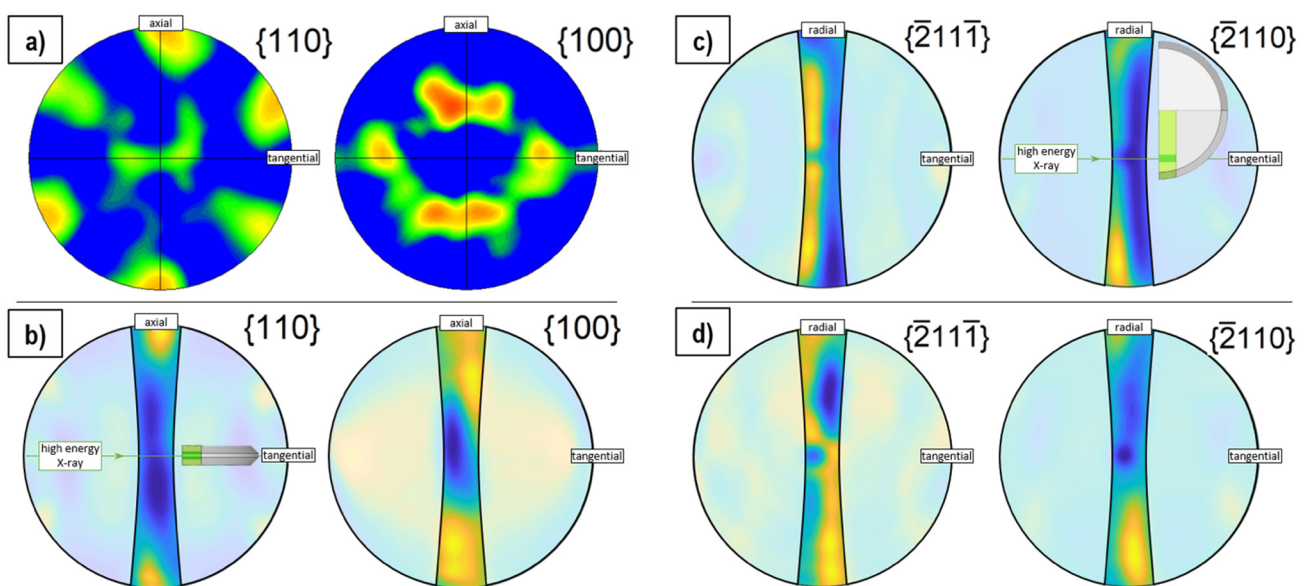 a)
axial
{110}
tangential
axial
{100}
tangential
b)
axial
{110}
high energy
X-ray
tangential
axial
{100}
tangential
c)
radial
{2̅111̅}
tangential
radial
{2̅110}
high energy
X-ray
tangential
d)
radial
{2̅111̅}
tangential
radial
{2̅110}
tangential